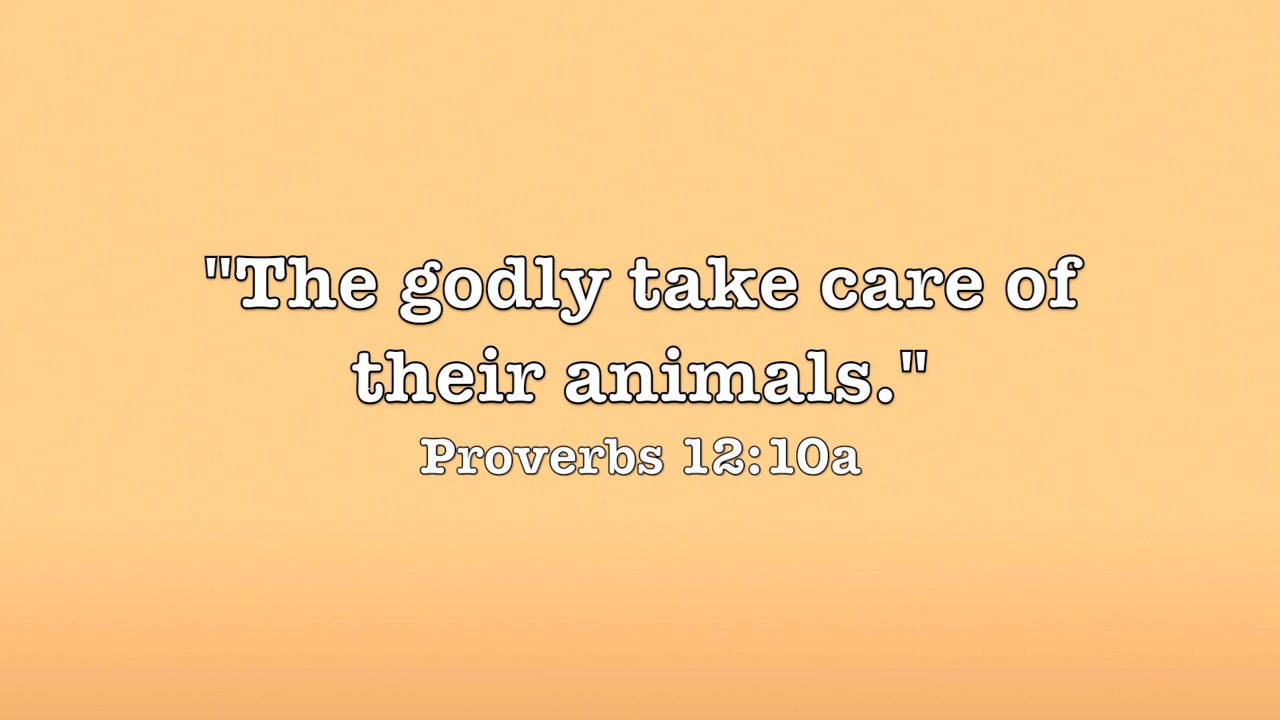 "The godly take care of
their animals."
Proverbs 12:10a